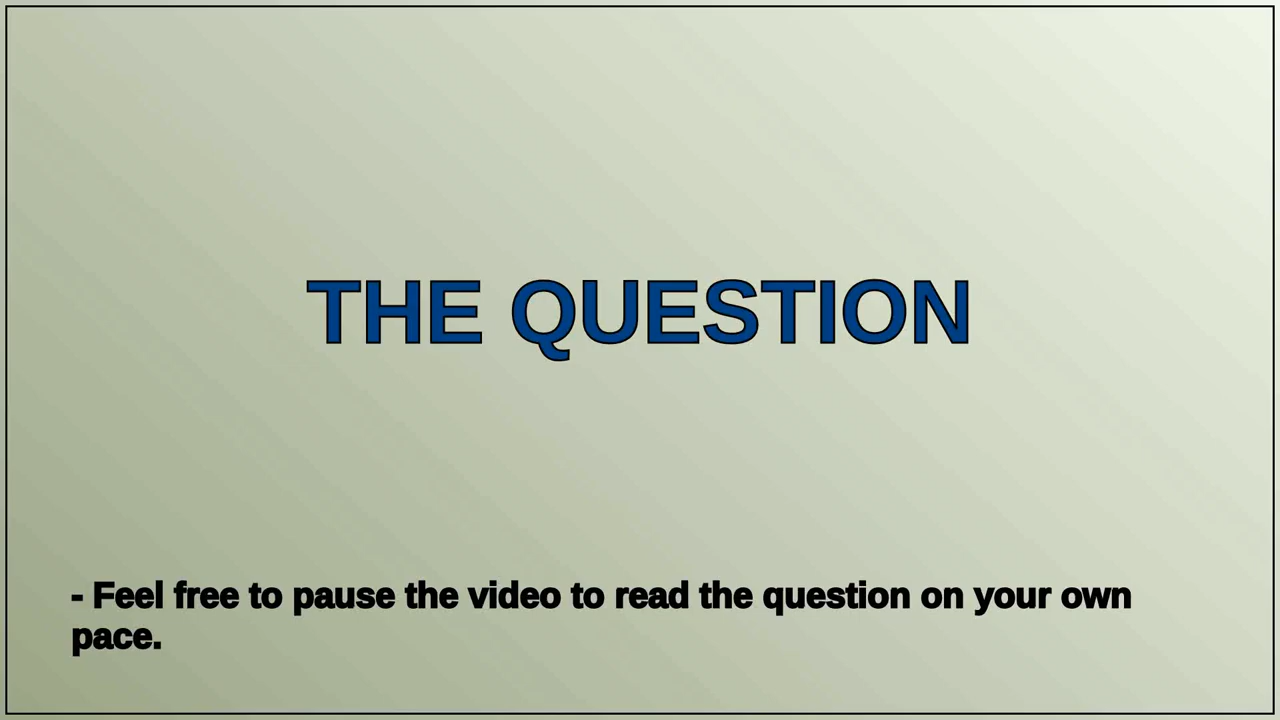 THE QUESTION
- Feel free to pause the video to read the question on your own
pace.